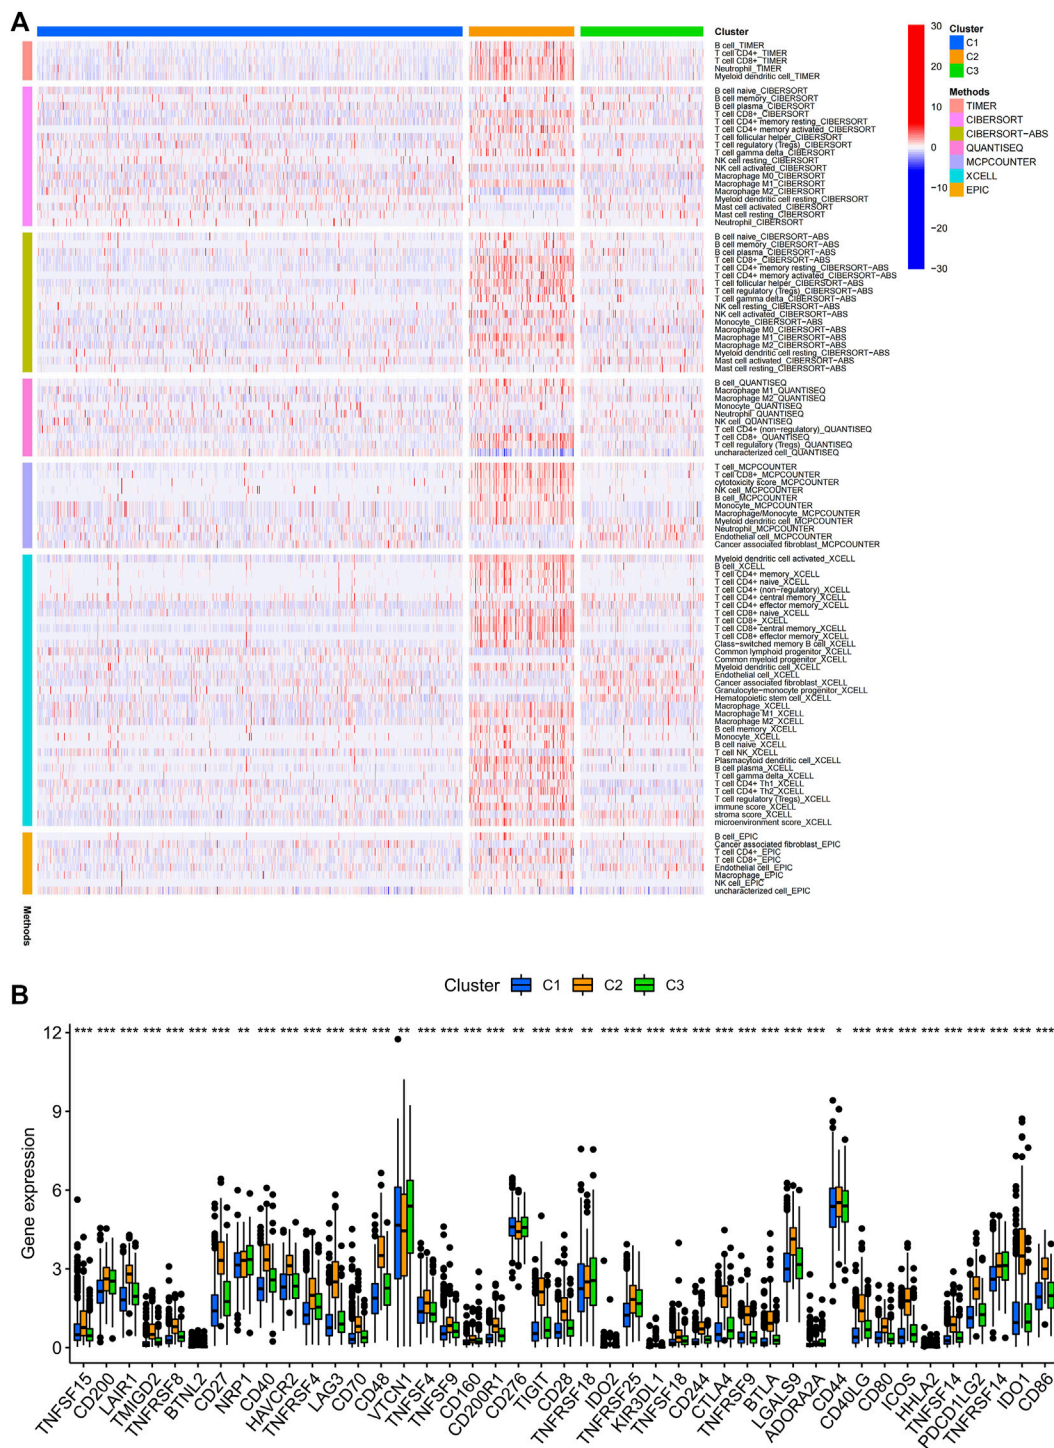 A
Cluster
B cell_TIMER
T cell CD4+_TIMER
T cell CD8+_TIMER
Neutrophil_TIMER
Myeloid dendritic cell_TIMER
B cell naive_CIBERSORT
B cell memory_CIBERSORT
B cell plasma_CIBERSORT
T cell CD8+_CIBERSORT
T cell CD4+ memory resting_CIBERSORT
T cell CD4+ memory activated_CIBERSORT
T cell follicular helper_CIBERSORT
T cell regulatory (Tregs)_CIBERSORT
T cell gamma delta_CIBERSORT
NK cell resting_CIBERSORT
NK cell activated_CIBERSORT
Macrophage M0_CIBERSORT
Macrophage M1_CIBERSORT
Macrophage M2_CIBERSORT
Myeloid dendritic cell resting_CIBERSORT
Mast cell activated_CIBERSORT
Mast cell resting_CIBERSORT
Neutrophil_CIBERSORT
B cell naive_CIBERSORT−ABS
B cell memory_CIBERSORT−ABS
B cell plasma_CIBERSORT−ABS
T cell CD8+_CIBERSORT−ABS
T cell CD4+ memory resting_CIBERSORT−ABS
T cell CD4+ memory activated_CIBERSORT−ABS
T cell follicular helper_CIBERSORT−ABS
T cell regulatory (Tregs)_CIBERSORT−ABS
T cell gamma delta_CIBERSORT−ABS
NK cell resting_CIBERSORT−ABS
NK cell activated_CIBERSORT−ABS
Monocyte_CIBERSORT−ABS
Macrophage M0_CIBERSORT−ABS
Macrophage M1_CIBERSORT−ABS
Macrophage M2_CIBERSORT−ABS
Myeloid dendritic cell resting_CIBERSORT−ABS
Mast cell activated_CIBERSORT−ABS
Mast cell resting_CIBERSORT−ABS
B cell_QUANTISEQ
Macrophage M1_QUANTISEQ
Macrophage M2_QUANTISEQ
Monocyte_QUANTISEQ
Neutrophil_QUANTISEQ
NK cell_QUANTISEQ
T cell CD4+ (non−regulatory)_QUANTISEQ
T cell CD8+_QUANTISEQ
T cell regulatory (Tregs)_QUANTISEQ
uncharacterized cell_QUANTISEQ
T cell_MCPCOUNTER
T cell CD8+_MCPCOUNTER
cytotoxicity score_MCPCOUNTER
NK cell_MCPCOUNTER
B cell_MCPCOUNTER
Monocyte_MCPCOUNTER
Macrophage/Monocyte_MCPCOUNTER
Myeloid dendritic cell_MCPCOUNTER
Neutrophil_MCPCOUNTER
Endothelial cell_MCPCOUNTER
Cancer associated fibroblast_MCPCOUNTER
Myeloid dendritic cell activated_XCELL
B cell_XCELL
T cell CD4+ memory_XCELL
T cell CD4+ naive_XCELL
T cell CD4+ (non−regulatory)_XCELL
T cell CD4+ central memory_XCELL
T cell CD4+ effector memory_XCELL
T cell CD8+ naive_XCELL
T cell CD8+_XCELL
T cell CD8+ central memory_XCELL
T cell CD8+ effector memory_XCELL
Class−switched memory B cell_XCELL
Common lymphoid progenitor_XCELL
Common myeloid progenitor_XCELL
Myeloid dendritic cell_XCELL
Endothelial cell_XCELL
Cancer associated fibroblast_XCELL
Granulocyte−monocyte progenitor_XCELL
Hematopoietic stem cell_XCELL
Macrophage_XCELL
Macrophage M1_XCELL
Macrophage M2_XCELL
B cell memory_XCELL
Monocyte_XCELL
B cell naive_XCELL
T cell NK_XCELL
Plasmacytoid dendritic cell_XCELL
B cell plasma_XCELL
T cell gamma delta_XCELL
T cell CD4+ Th1_XCELL
T cell CD4+ Th2_XCELL
T cell regulatory (Tregs)_XCELL
immune score_XCELL
stroma score_XCELL
microenvironment score_XCELL
B cell_EPIC
Cancer associated fibroblast_EPIC
T cell CD4+_EPIC
T cell CD8+_EPIC
Endothelial cell_EPIC
Macrophage_EPIC
NK cell_EPIC
uncharacterized cell_EPIC
Methods
30
20
10
0
−10
−20
−30
Cluster
C1
C2
C3
Methods
TIMER
CIBERSORT
CIBERSORT−ABS
QUANTISEQ
MCPCOUNTER
XCELL
EPIC
B
Cluster C1 C2 C3
*** *** *** *** *** *** *** ** *** *** *** *** *** *** ** *** *** *** *** ** *** *** ** *** *** *** *** *** *** *** *** *** *** * *** *** *** *** *** *** *** *** ***
Gene expression
12
9
6
3
0
TNFSF15
CD200
LAIR1
TMIGD2
TNFRSF8
BTNL2
CD27
NRP1
CD40
HAVCR2
TNFRSF4
LAG3
CD70
CD48
VTCN1
TNFSF4
TNFSF9
CD160
CD200R1
CD276
TIGIT
CD28
TNFRSF18
IDO2
TNFRSF25
KIR3DL1
TNFSF18
CD244
CTLA4
TNFRSF9
BTLA
LGALS9
ADORA2A
CD44
CD40LG
CD80
ICOS
HHLA2
TNFSF14
PDCD1LG2
TNFRSF14
IDO1
CD86